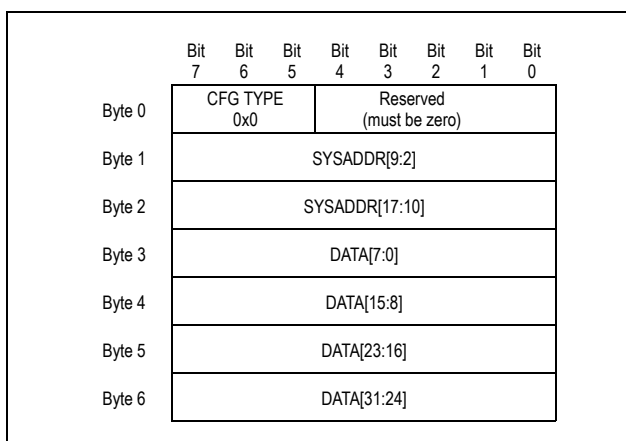 Bit Bit Bit Bit Bit Bit Bit Bit
7 6 5 4 3 2 1 0
Byte 0 CFG TYPE Reserved
0x0 (must be zero)
Byte 1 SYSADDR[9:2]
Byte 2 SYSADDR[17:10]
Byte 3 DATA[7:0]
Byte 4 DATA[15:8]
Byte 5 DATA[23:16]
Byte 6 DATA[31:24]